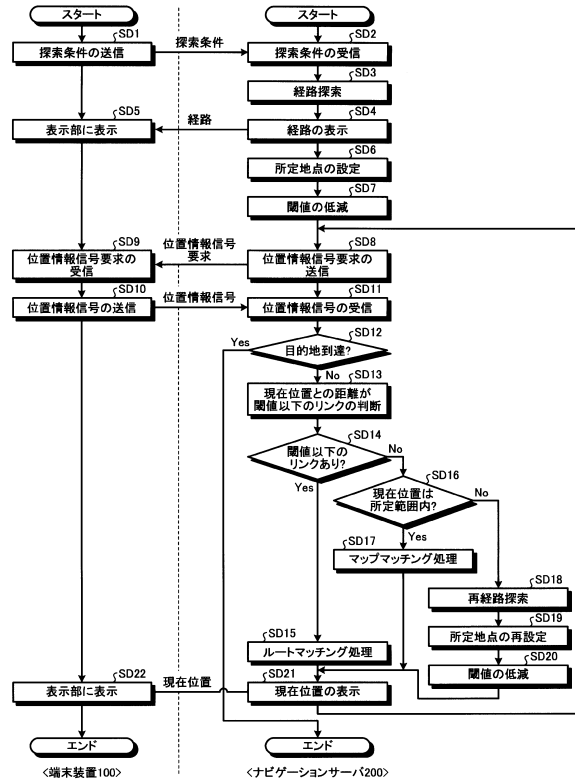 スタート
スタート
SD1
探索条件の送信
探索条件
SD2
探索条件の受信
SD3
経路探索
SD5
表示部に表示
経路
SD4
経路の表示
SD6
所定地点の設定
SD7
閾値の低減
SD9
位置情報信号要求の
受信
位置情報信号
要求
SD8
位置情報信号要求の
送信
SD10
位置情報信号の送信
位置情報信号
SD11
位置情報信号の受信
SD12
目的地到達?
Yes
No
SD13
現在位置との距離が
閾値以下のリンクの判断
SD14
閾値以下の
リンクあり?
No
Yes
SD16
現在位置は
所定範囲内?
No
Yes
SD17
マップマッチング処理
SD18
再経路探索
SD19
所定地点の再設定
SD20
閾値の低減
SD15
ルートマッチング処理
SD22
表示部に表示
現在位置
SD21
現在位置の表示
エンド
エンド
<端末装置100>
<ナビゲーションサーバ200>